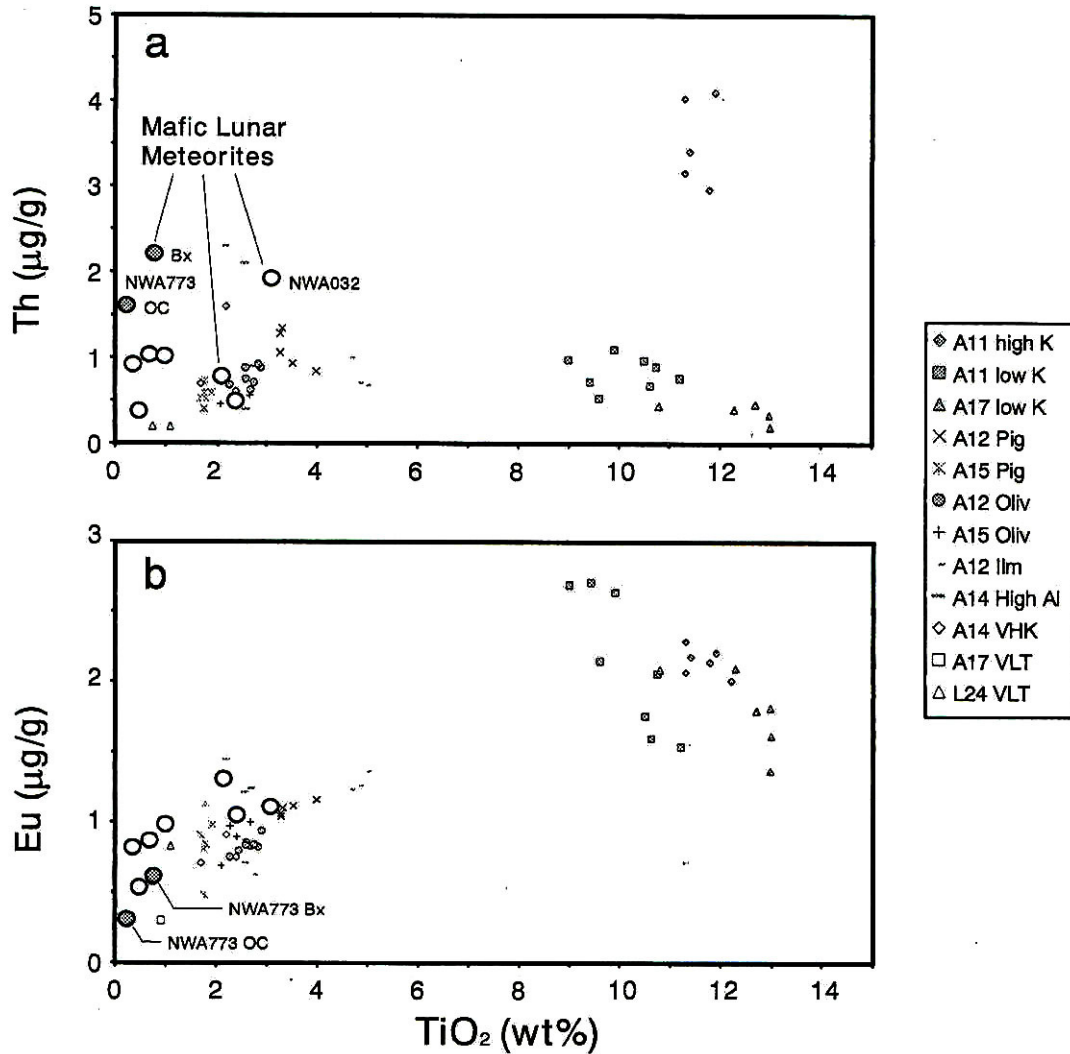 a
5
4
3
2
1
0
Th (µg/g)
Mafic Lunar
Meteorites
Bx
NWA773
OC
NWA032
0 2 4 6 8 10 12 14
b
3
2
1
0
Eu (µg/g)
NWA773 Bx
NWA773 OC
0 2 4 6 8 10 12 14
TiO2 (wt%)
A11 high K
A11 low K
A17 low K
A12 Pig
A15 Pig
A12 Oliv
A15 Oliv
A12 Ilm
A14 High Al
A14 VHK
A17 VLT
L24 VLT